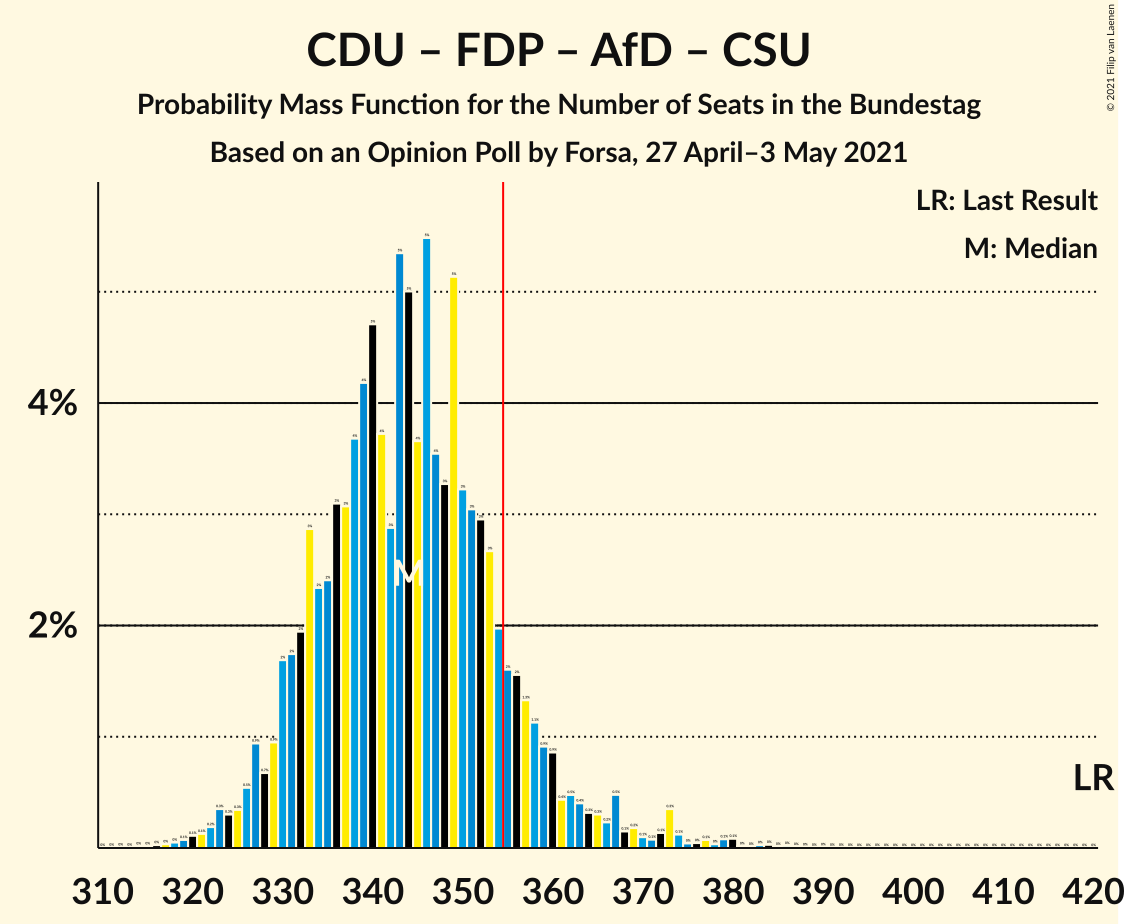 CDU – FDP – AfD – CSU
Probability Mass Function for the Number of Seats in the Bundestag
Based on an Opinion Poll by Forsa, 27 April–3 May 2021
© 2021 Filip van Laenen
LR: Last Result
M: Median
4%
2%
M
LR
310 320 330 340 350 360 370 380 390 400 410 420